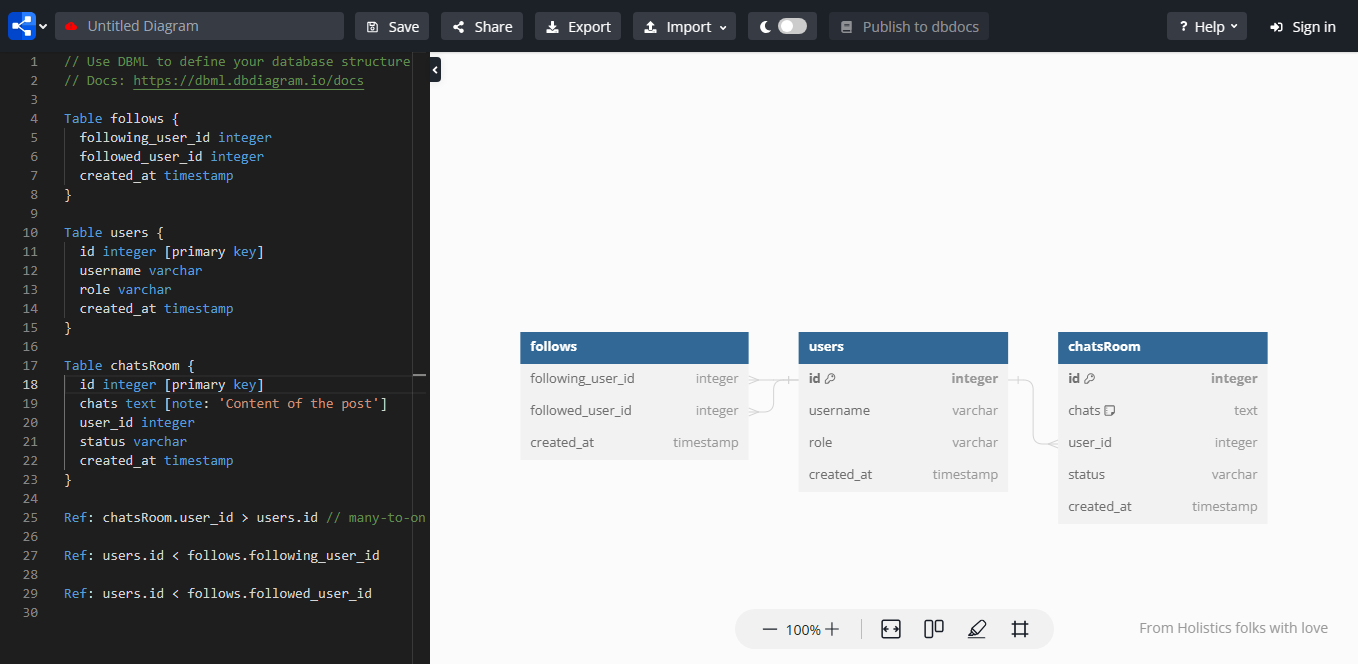 Untitled Diagram Save Share Export Import Publish to dbdocs ? Help Sign in
1 // Use DBML to define your database structure
2 // Docs: https://dbml.dbdiagram.io/docs
3
4 Table follows {
5 following_user_id integer
6 followed_user_id integer
7 created_at timestamp
8 }
9
10 Table users {
11 id integer [primary key]
12 username varchar
13 role varchar
14 created_at timestamp
15 }
16
17 Table chatsRoom {
18 id integer [primary key]
19 chats text [note: 'Content of the post']
20 user_id integer
21 status varchar
22 created_at timestamp
23 }
24
25 Ref: chatsRoom.user_id > users.id // many-to-on
26
27 Ref: users.id < follows.following_user_id
28
29 Ref: users.id < follows.followed_user_id
30
follows
following_user_id integer
followed_user_id integer
created_at timestamp
users
id integer
username varchar
role varchar
created_at timestamp
chatsRoom
id integer
chats text
user_id integer
status varchar
created_at timestamp
100%
From Holistics folks with love